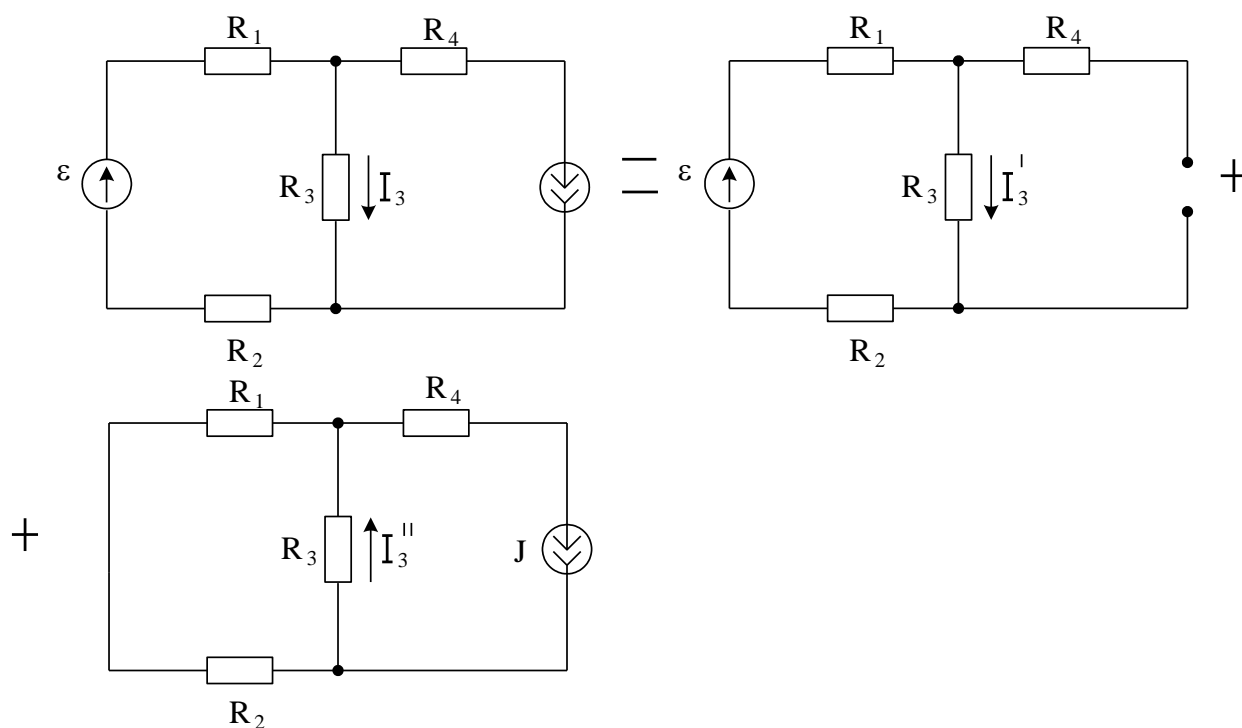 R1 R4 R1 R4
ε R3 I3 = ε R3 I3' +
R2 R2
R1 R4
+ R3 I3'' J
R2